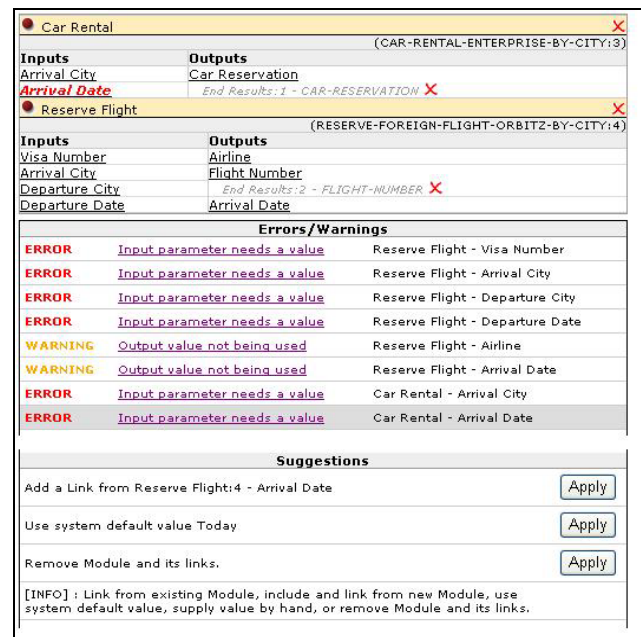 Car Rental
(CAR-RENTAL-ENTERPRISE-BY-CITY:3)
Inputs Outputs
Arrival City Car Reservation
Arrival Date End Results:1 - CAR-RESERVATION
Reserve Flight
(RESERVE-FOREIGN-FLIGHT-ORBITZ-BY-CITY:4)
Inputs Outputs
Visa Number Airline
Arrival City Flight Number
Departure City End Results:2 - FLIGHT-NUMBER
Departure Date Arrival Date
Errors/Warnings
ERROR Input parameter needs a value Reserve Flight - Visa Number
ERROR Input parameter needs a value Reserve Flight - Arrival City
ERROR Input parameter needs a value Reserve Flight - Departure City
ERROR Input parameter needs a value Reserve Flight - Departure Date
WARNING Output value not being used Reserve Flight - Airline
WARNING Output value not being used Reserve Flight - Arrival Date
ERROR Input parameter needs a value Car Rental - Arrival City
ERROR Input parameter needs a value Car Rental - Arrival Date
Suggestions
Add a Link from Reserve Flight:4 - Arrival Date Apply
Use system default value Today Apply
Remove Module and its links. Apply
[INFO] : Link from existing Module, include and link from new Module, use
system default value, supply value by hand, or remove Module and its links.